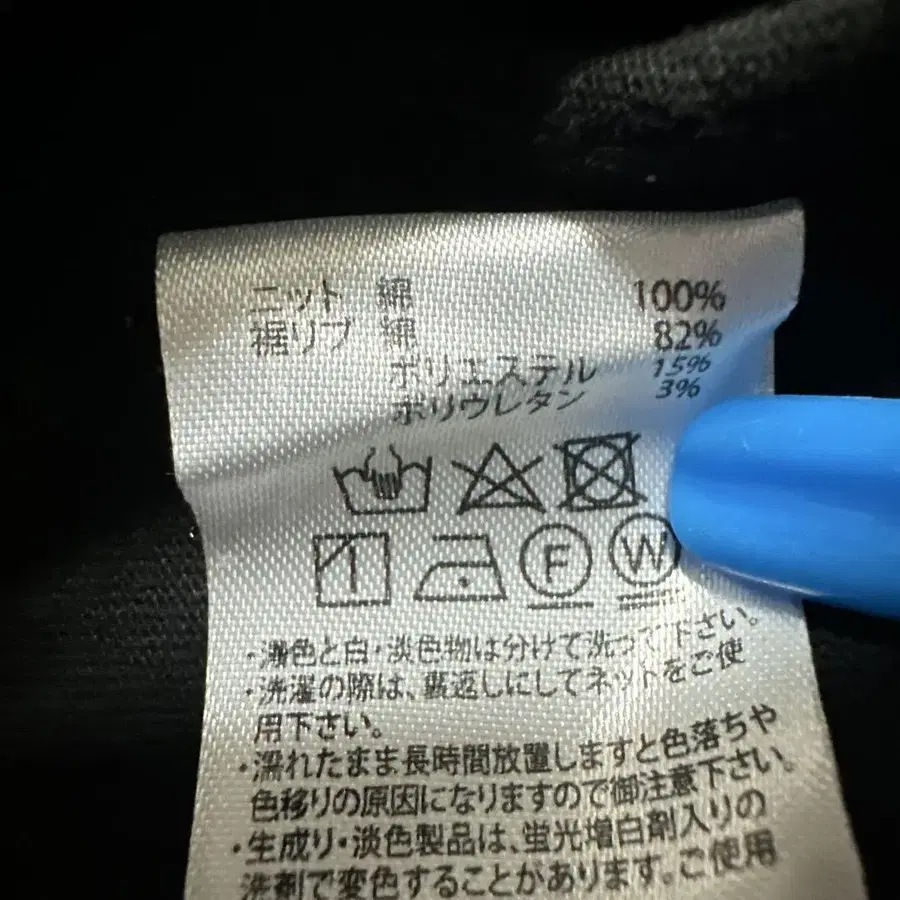 ニット 綿 100%
裾リブ 綿 82%
ポリエステル 15%
ポリウレタン 3%
F W
・濃色と白・淡色物は分けて洗って下さい。
・洗濯の際は、裏返しにしてネットをご使
用下さい。
・濡れたまま長時間放置しますと色落ちや
色移りの原因になりますので御注意下さい。
・生成り・淡色製品は、蛍光増白剤入りの
洗剤で変色することがあります。ご使用